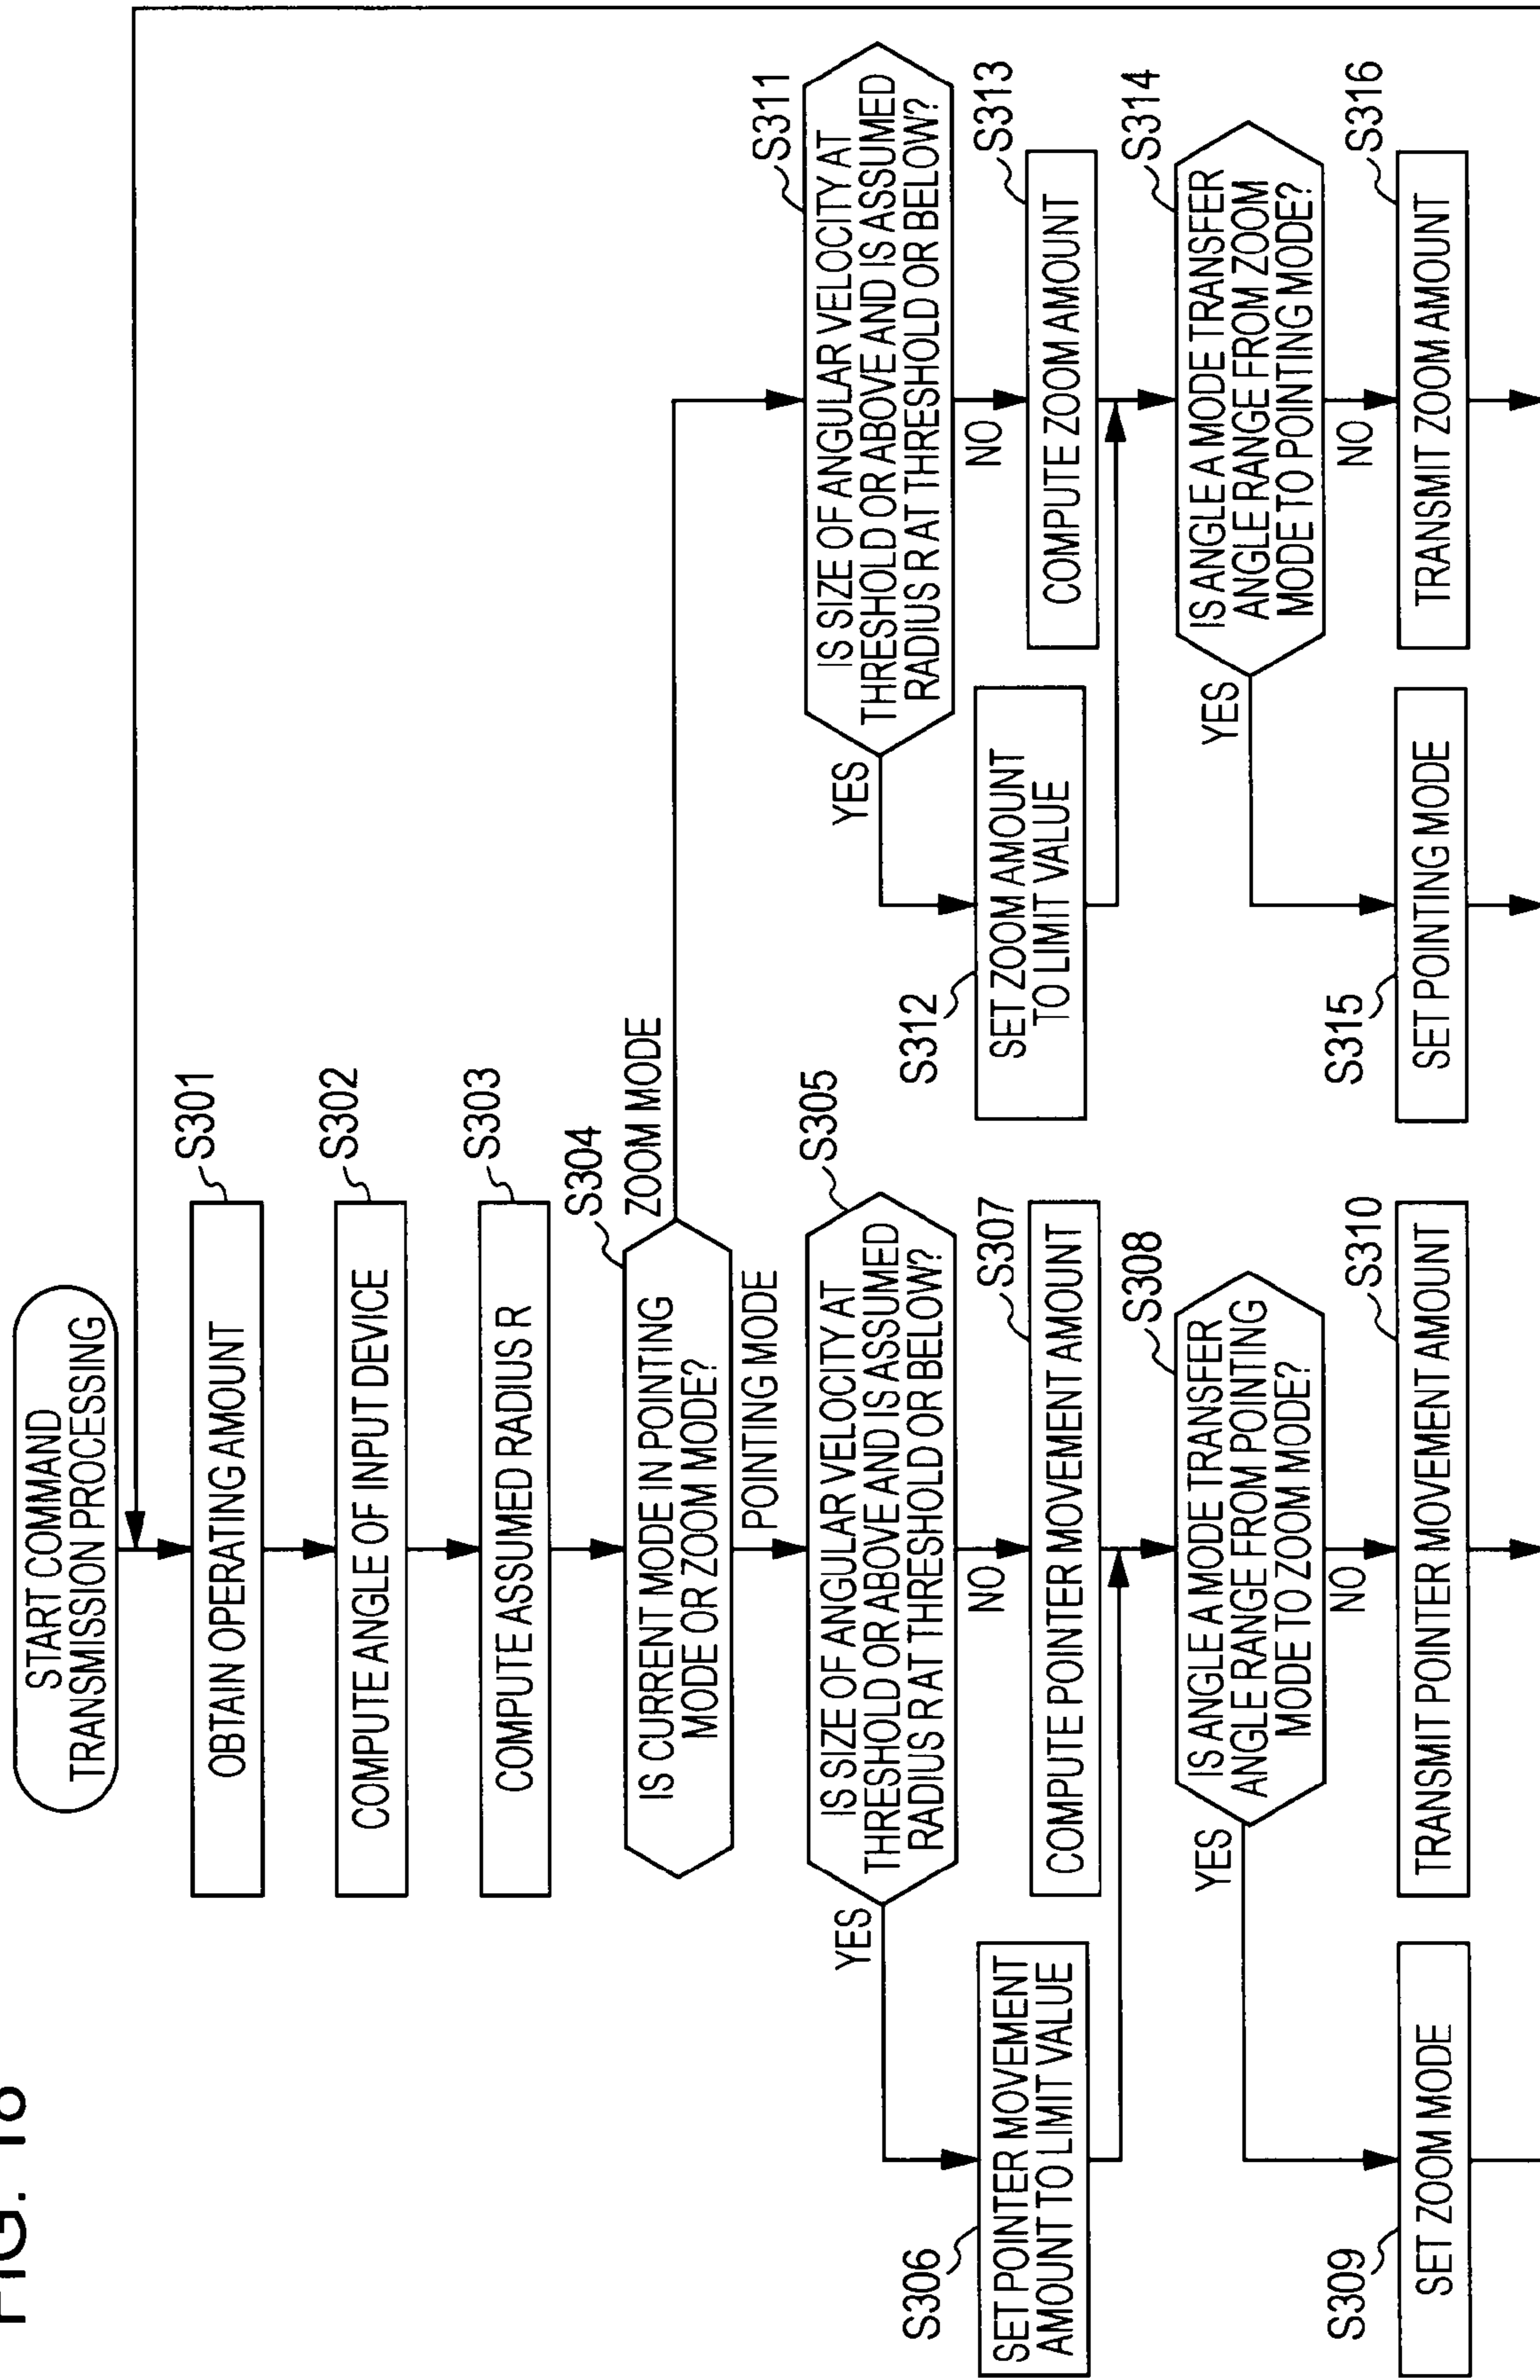 FIG.
START COMMAND
TRANSMISSION PROCESSING
OBTAIN OPERATING AMOUNT
S301
COMPUTE ANGLE OF INPUT DEVICE
S302
COMPUTE ASSUMED RADIUS R
S303
S304
IS CURRENT MODE IN POINTING
MODE OR ZOOM MODE?
ZOOM MODE
POINTING MODE
S305
IS SIZE OF ANGULAR VELOCITY AT
THRESHOLD OR ABOVE AND IS ASSUMED
RADIUS R AT THRESHOLD OR BELOW?
YES
NO
S306
SET POINTER MOVEMENT
AMOUNT TO LIMIT VALUE
S307
COMPUTE POINTER MOVEMENT AMOUNT
S308
IS ANGLE A MODE TRANSFER
ANGLE RANGE FROM POINTING
MODE TO ZOOM MODE?
YES
NO
S309
SET ZOOM MODE
S310
TRANSMIT POINTER MOVEMENT AMOUNT
S311
IS SIZE OF ANGULAR VELOCITY AT
THRESHOLD OR ABOVE AND IS ASSUMED
RADIUS R AT THRESHOLD OR BELOW?
YES
NO
S312
SET ZOOM AMOUNT
TO LIMIT VALUE
S313
COMPUTE ZOOM AMOUNT
S314
IS ANGLE A MODE TRANSFER
ANGLE RANGE FROM ZOOM
MODE TO POINTING MODE?
YES
NO
S315
SET POINTING MODE
S316
TRANSMIT ZOOM AMOUNT